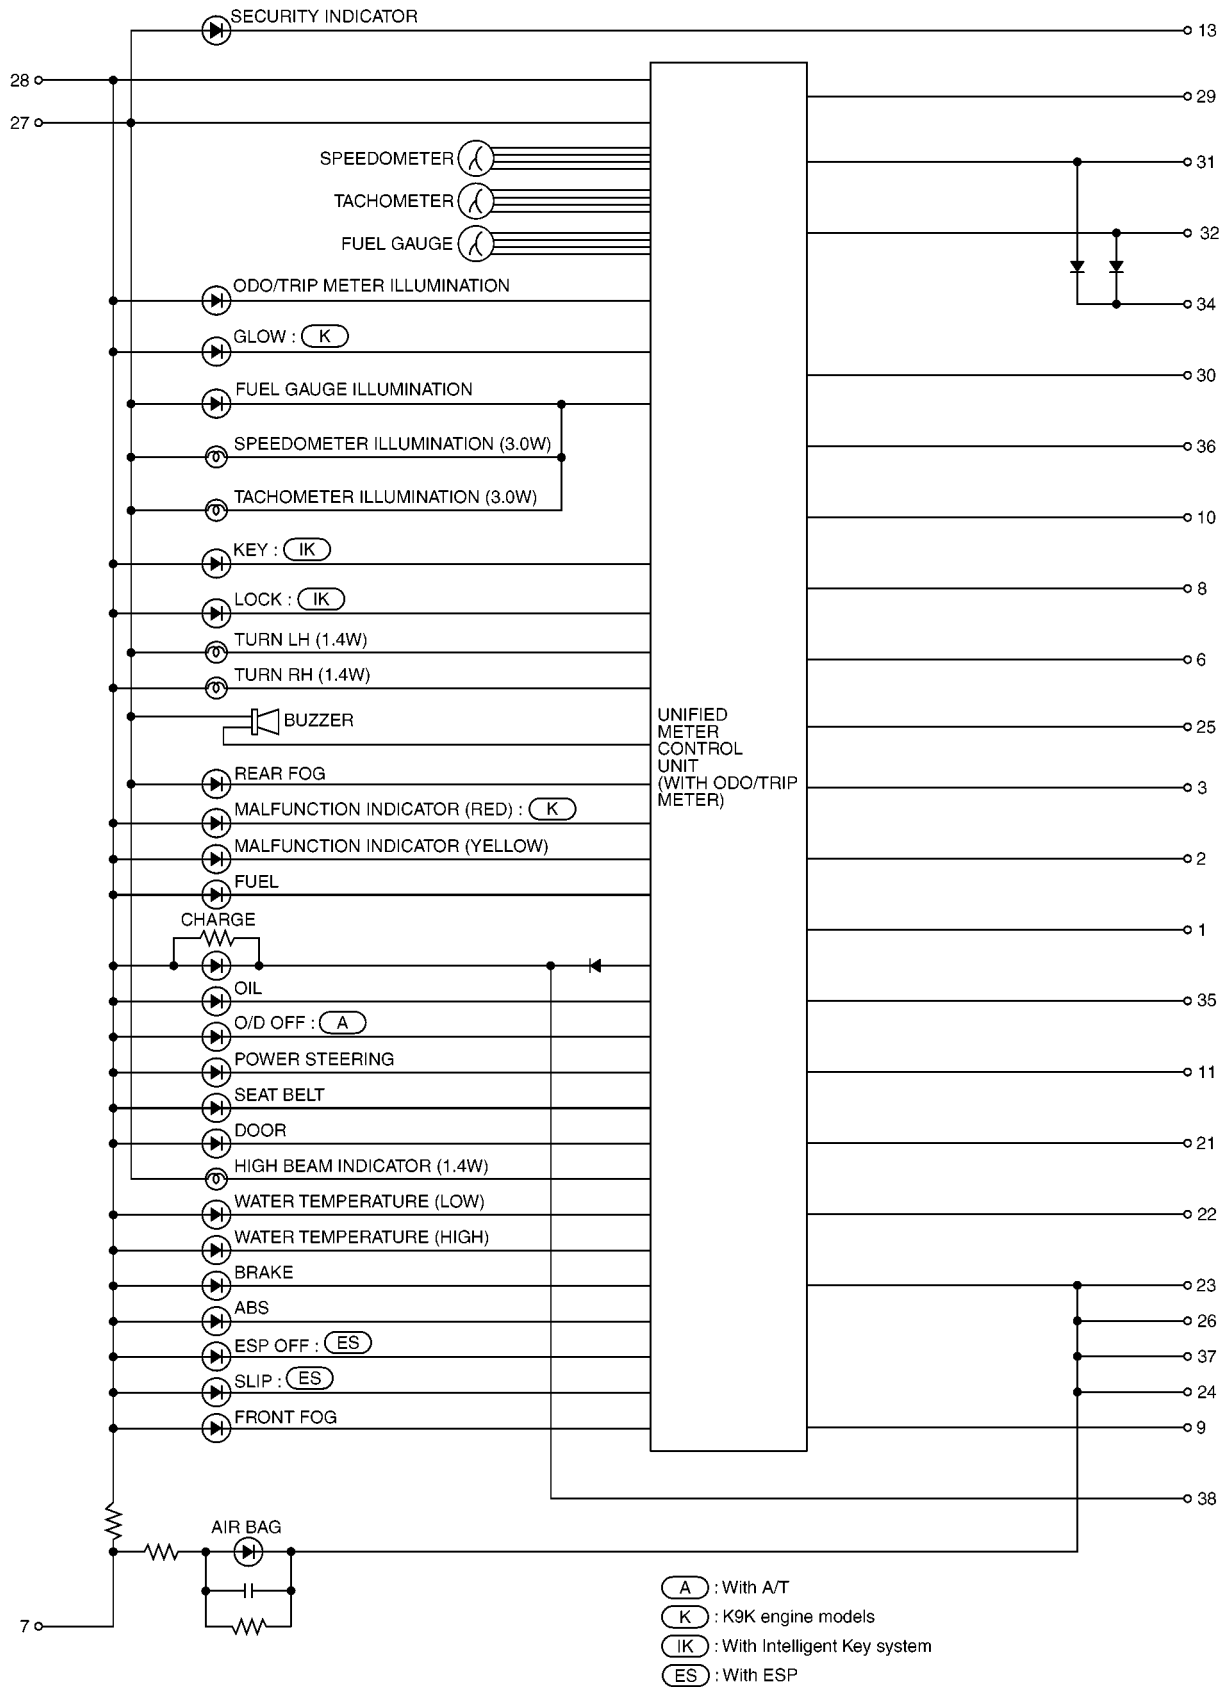 SECURITY INDICATOR
13
28
29
27
SPEEDOMETER
31
TACHOMETER
32
FUEL GAUGE
ODO/TRIP METER ILLUMINATION
34
GLOW : K
30
FUEL GAUGE ILLUMINATION
SPEEDOMETER ILLUMINATION (3.0W)
36
TACHOMETER ILLUMINATION (3.0W)
10
KEY : IK
8
LOCK : IK
TURN LH (1.4W)
6
TURN RH (1.4W)
BUZZER
UNIFIED
METER
CONTROL
UNIT
(WITH ODO/TRIP
METER)
25
REAR FOG
3
MALFUNCTION INDICATOR (RED) : K
MALFUNCTION INDICATOR (YELLOW)
2
FUEL
CHARGE
1
OIL
35
O/D OFF : A
POWER STEERING
11
SEAT BELT
DOOR
21
HIGH BEAM INDICATOR (1.4W)
WATER TEMPERATURE (LOW)
22
WATER TEMPERATURE (HIGH)
BRAKE
23
ABS
26
ESP OFF : ES
37
SLIP : ES
24
FRONT FOG
9
38
AIR BAG
7
A : With A/T
K : K9K engine models
IK : With Intelligent Key system
ES : With ESP